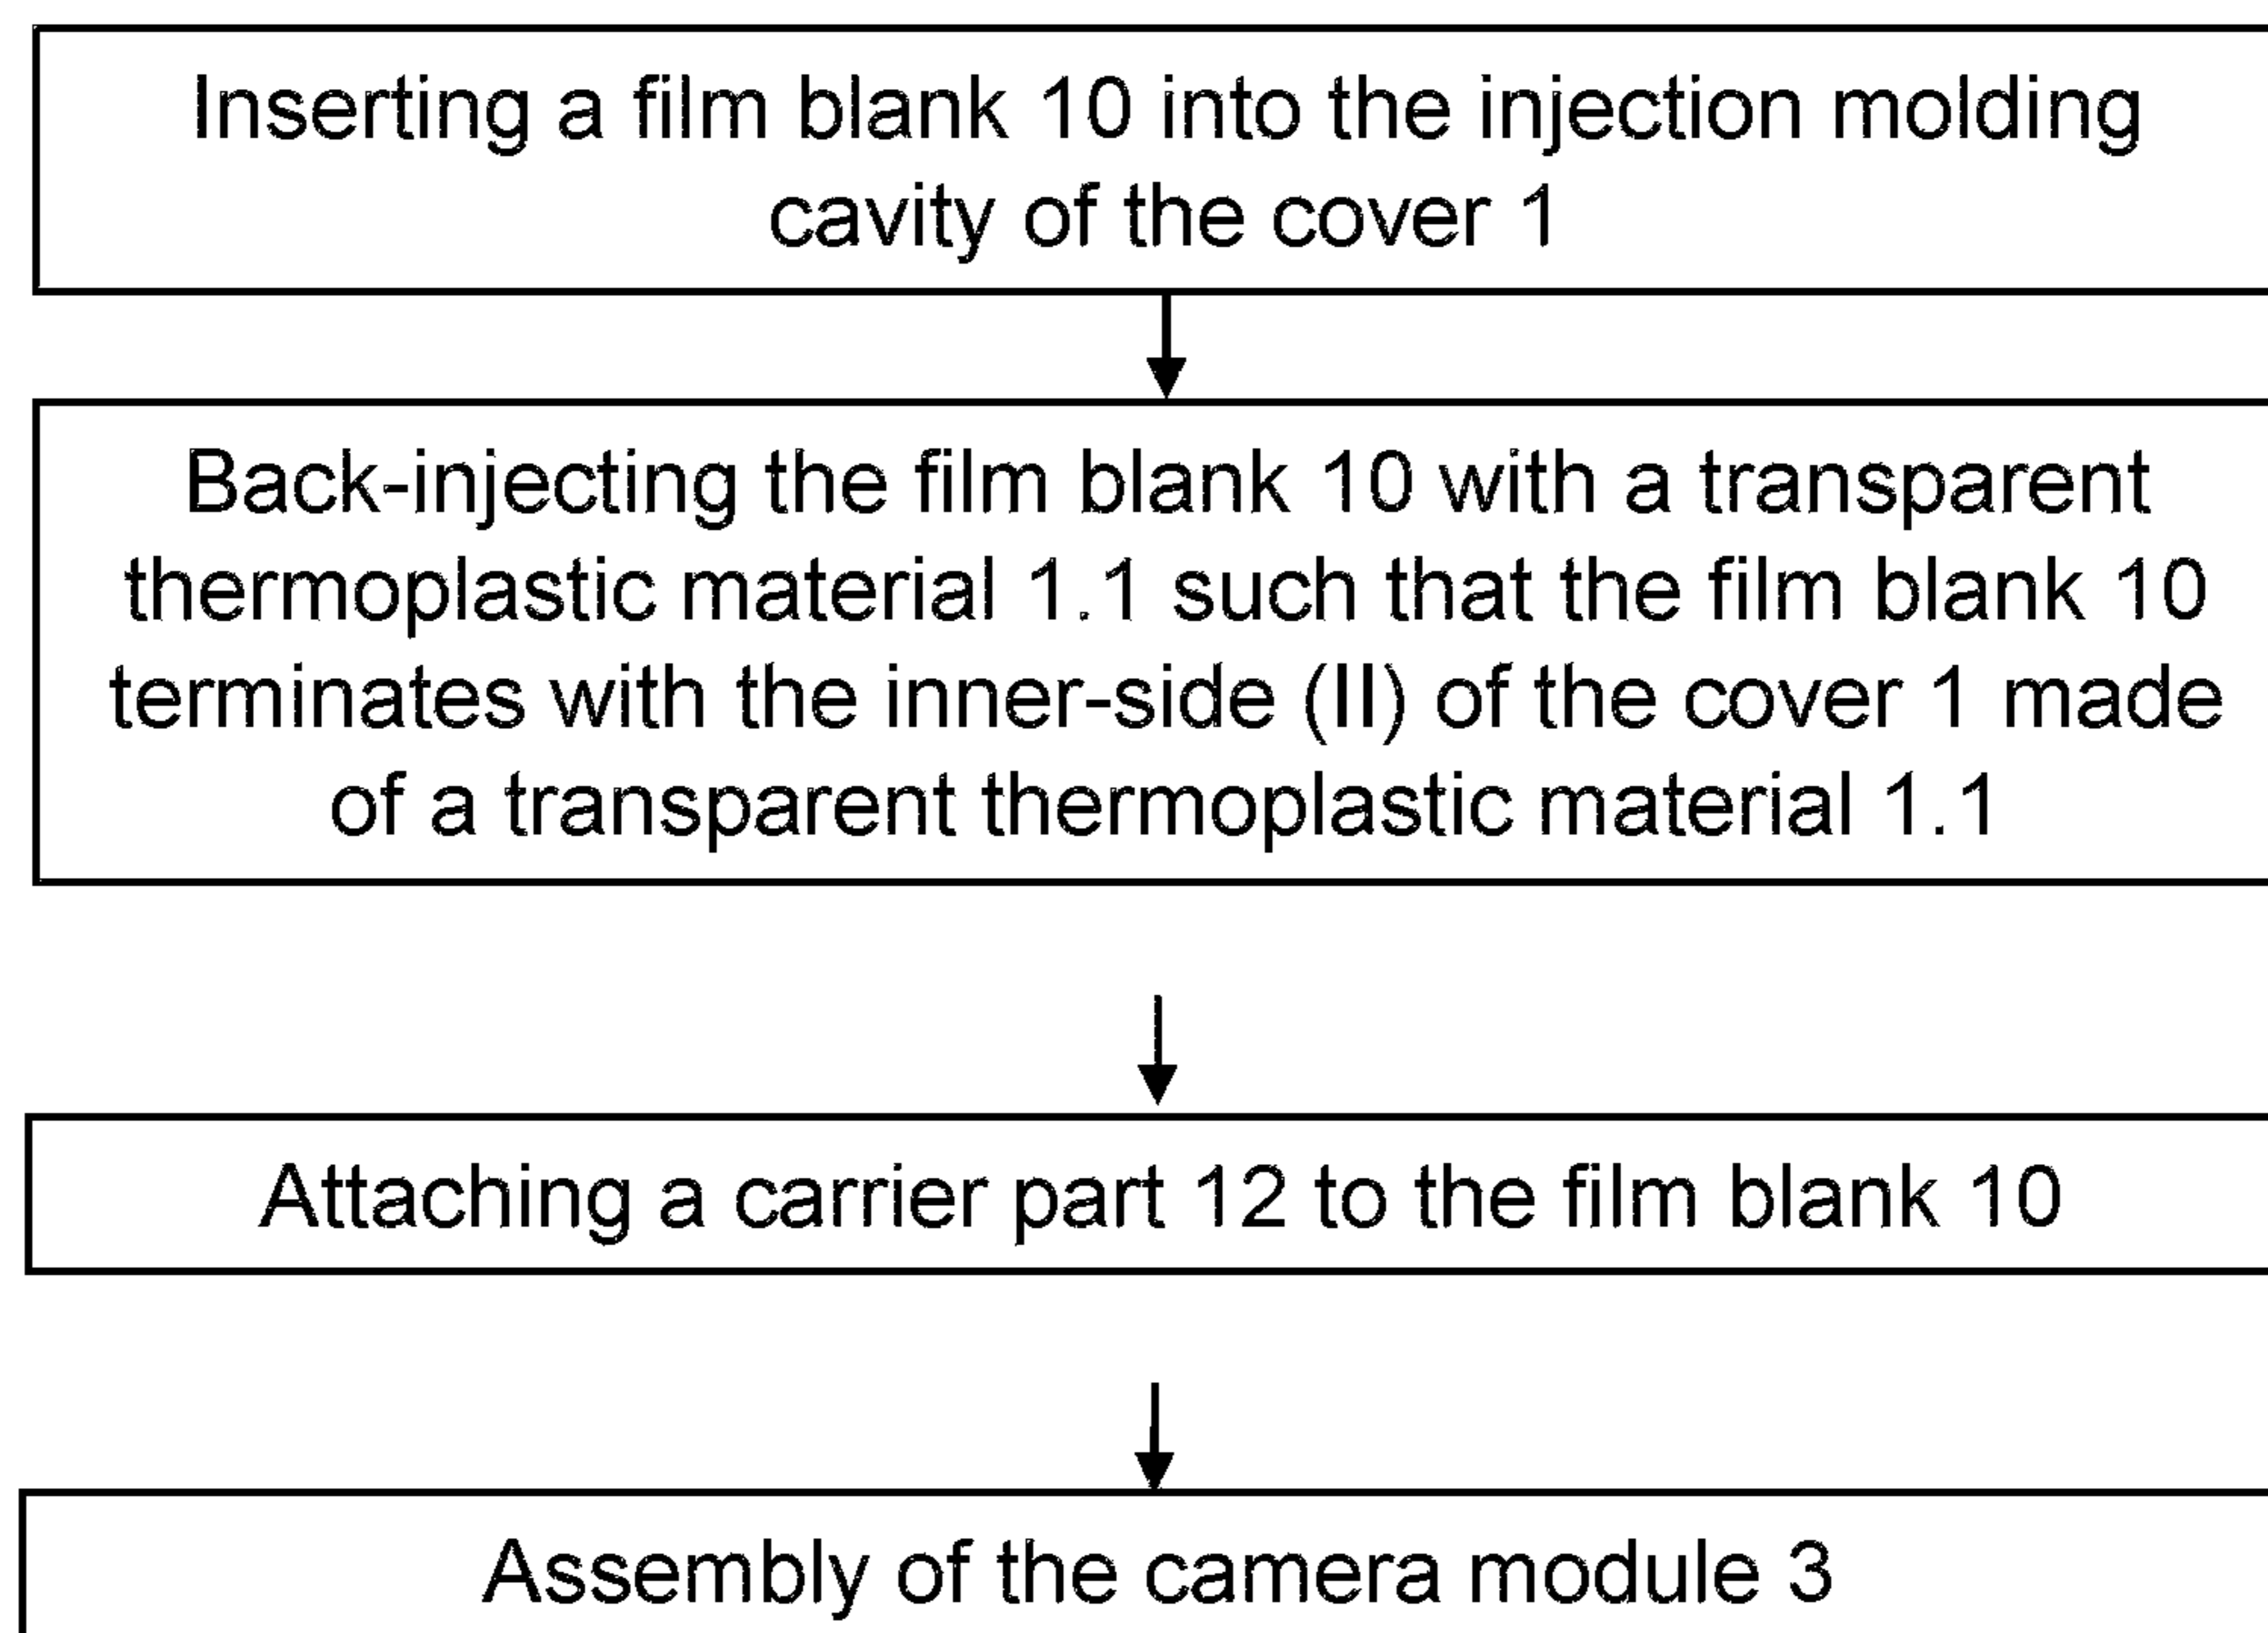 Inserting a film blank 10 into the injection molding
cavity of the cover 1
Back-injecting the film blank 10 with a transparent
thermoplastic material 1.1 such that the film blank 10
terminates with the inner-side (II) of the cover 1 made
of a transparent thermoplastic material 1.1
Attaching a carrier part 12 to the film blank 10
Assembly of the camera module 3